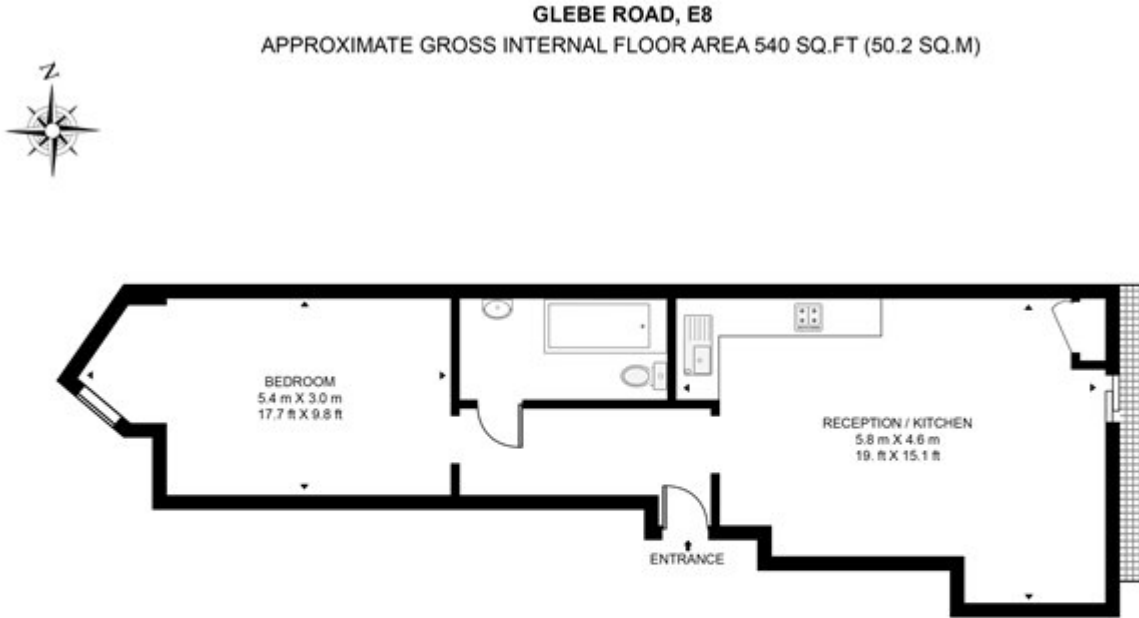 GLEBE ROAD, E8
APPROXIMATE GROSS INTERNAL FLOOR AREA 540 SQ.FT (50.2 SQ.M)
N
BEDROOM
5.4 m X 3.0 m
17.7 ft X 9.8 ft
RECEPTION / KITCHEN
5.8 m X 4.6 m
19. ft X 15.1 ft
ENTRANCE